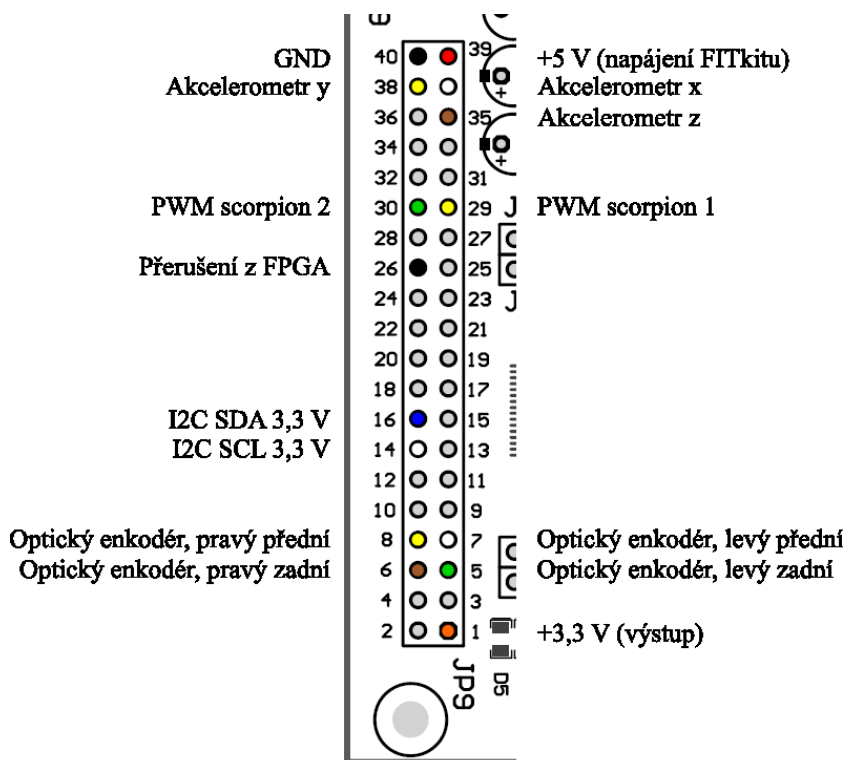 GND 40 39 +5 V (napájení FITkitu)
Akcelerometr y 38 + Akcelerometr x
36 35 Akcelerometr z
34 +
32 31
PWM scorpion 2 30 29 J PWM scorpion 1
28 27
Přerušení z FPGA 26 25
24 23 J
22 21
20 19
18 17
I2C SDA 3,3 V 16 15
I2C SCL 3,3 V 14 13
12 11
10 9
Optický enkodér, pravý přední 8 7 Optický enkodér, levý přední
Optický enkodér, pravý zadní 6 5 Optický enkodér, levý zadní
4 3
2 1 +3,3 V (výstup)
JP9 D5